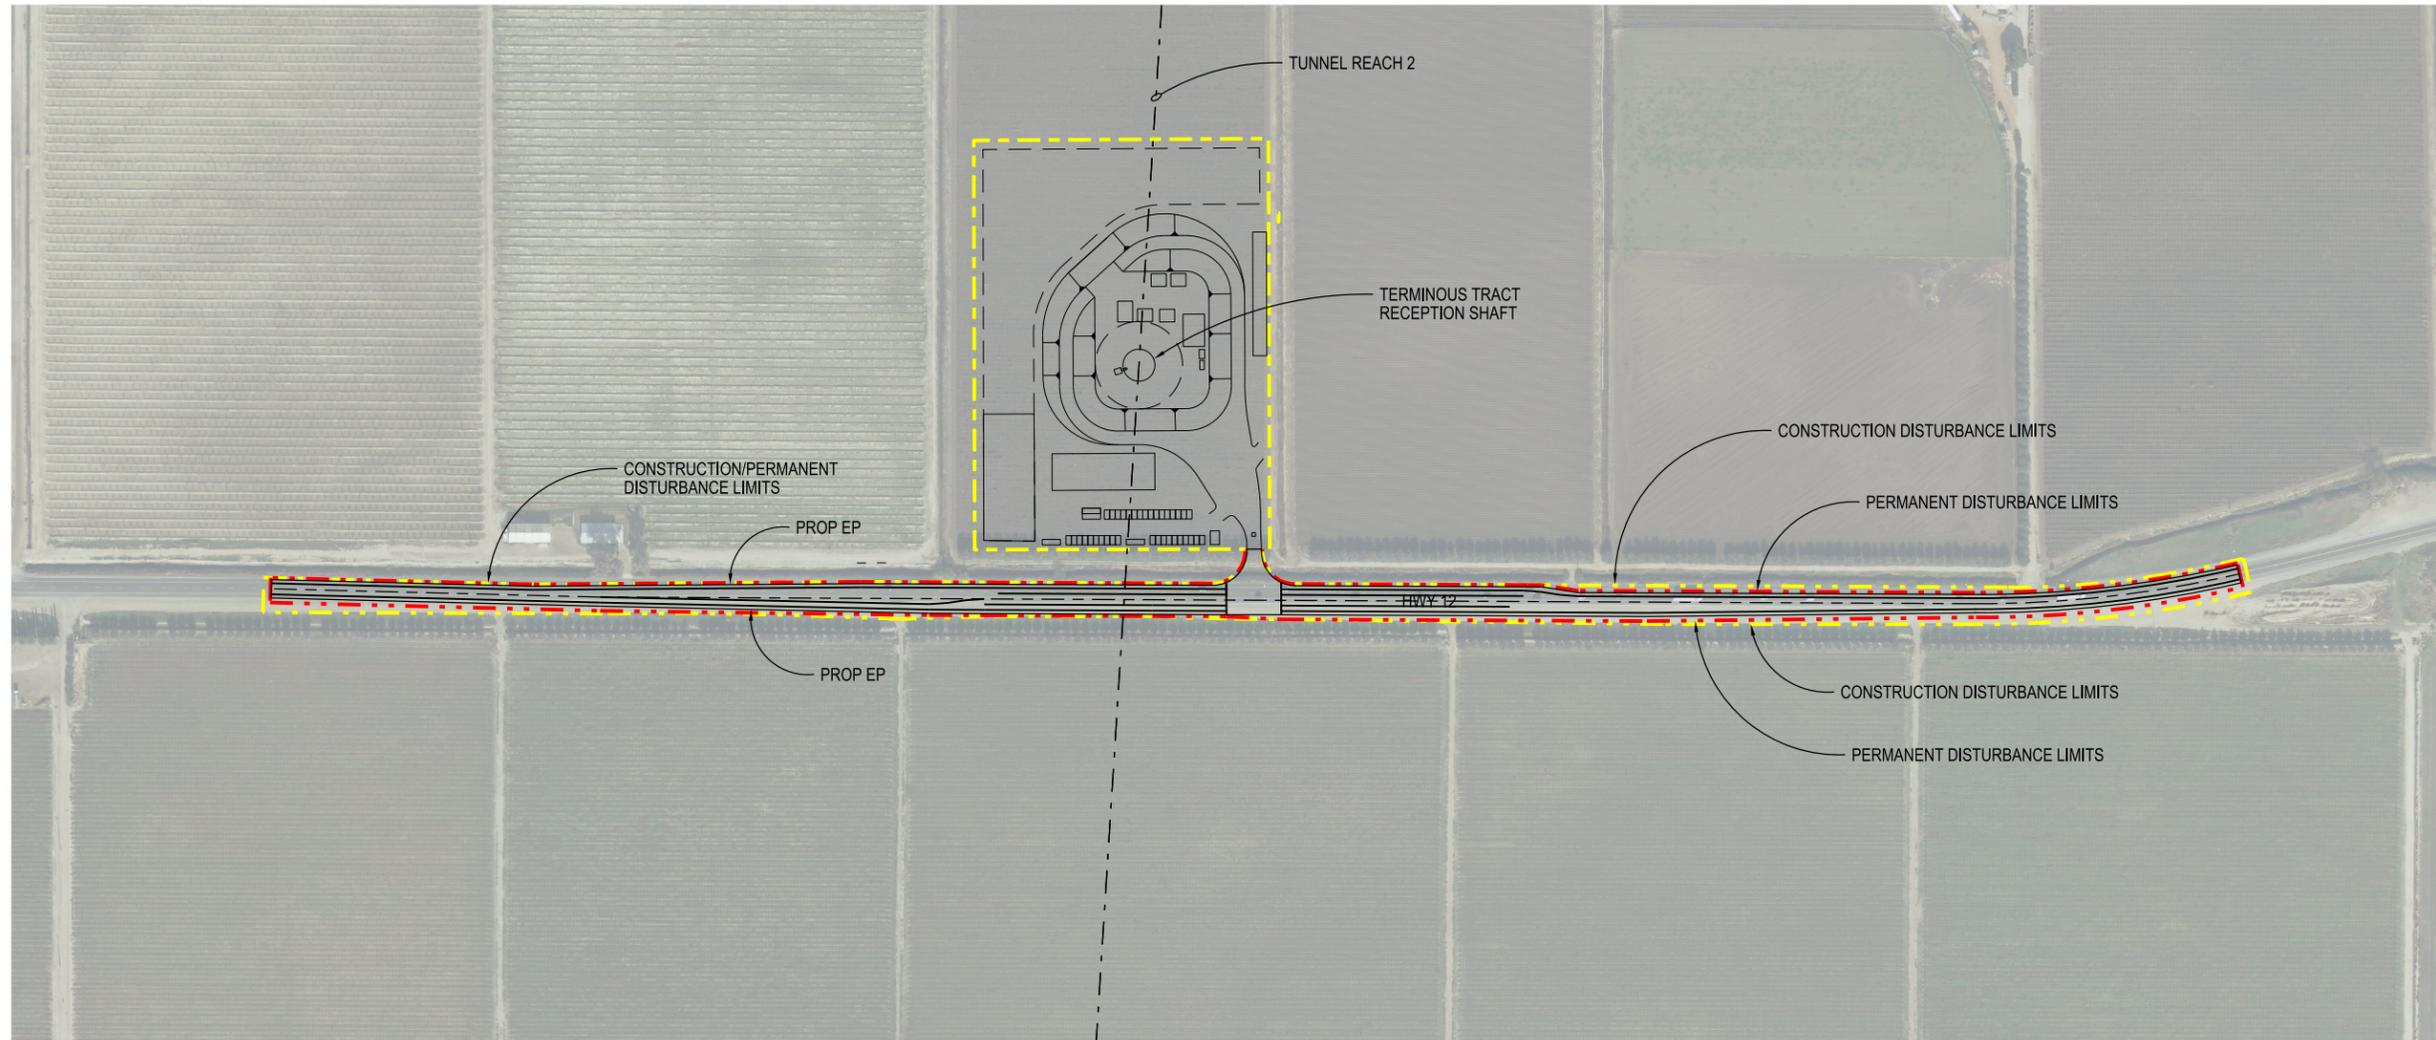 TUNNEL REACH 2
TERMINOUS TRACT
RECEPTION SHAFT
CONSTRUCTION DISTURBANCE LIMITS
CONSTRUCTION/PERMANENT
DISTURBANCE LIMITS
PERMANENT DISTURBANCE LIMITS
PROP EP
HWY 12
PROP EP
CONSTRUCTION DISTURBANCE LIMITS
PERMANENT DISTURBANCE LIMITS